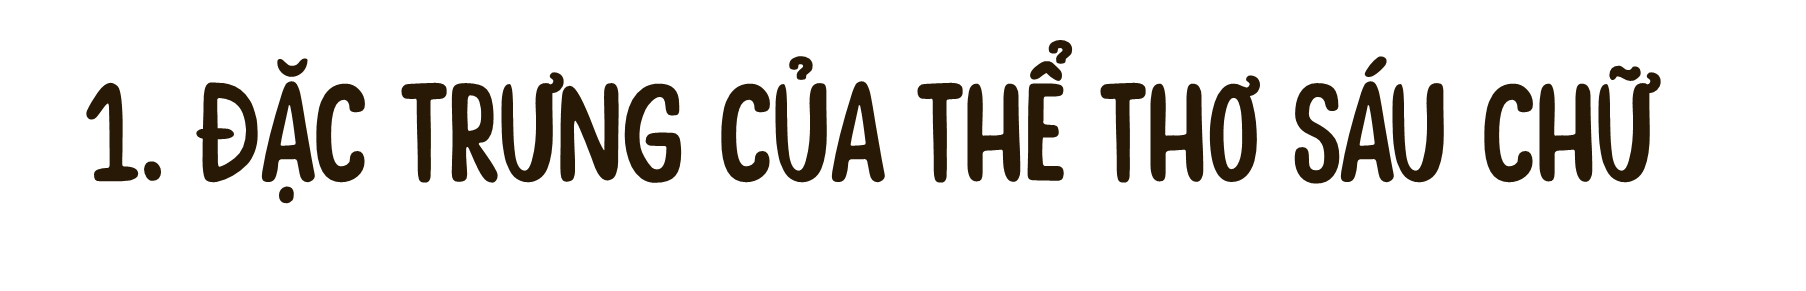 1. ĐẶC TRƯNG CỦA THỂ THƠ SÁU CHỮ